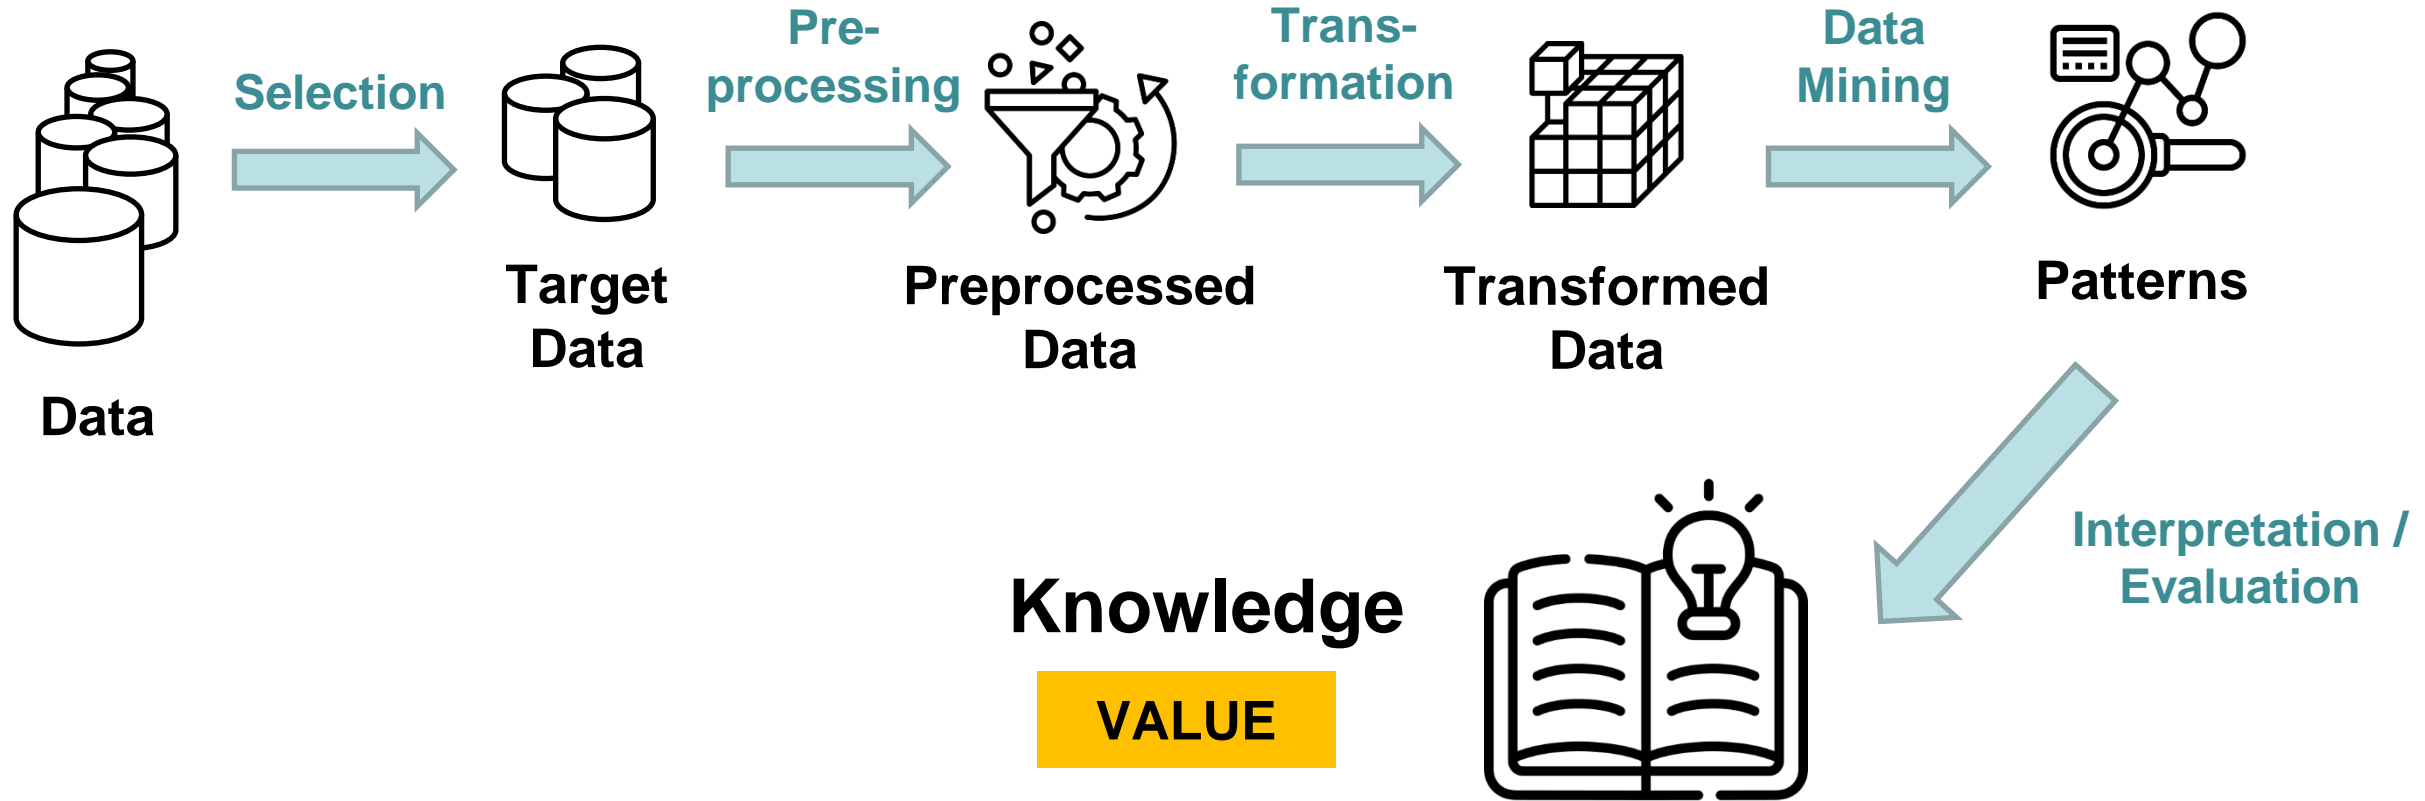 Selection
Pre-
processing
Trans-
formation
Data
Mining
Data
Target
Data
Preprocessed
Data
Transformed
Data
Patterns
Interpretation /
Evaluation
Knowledge
VALUE